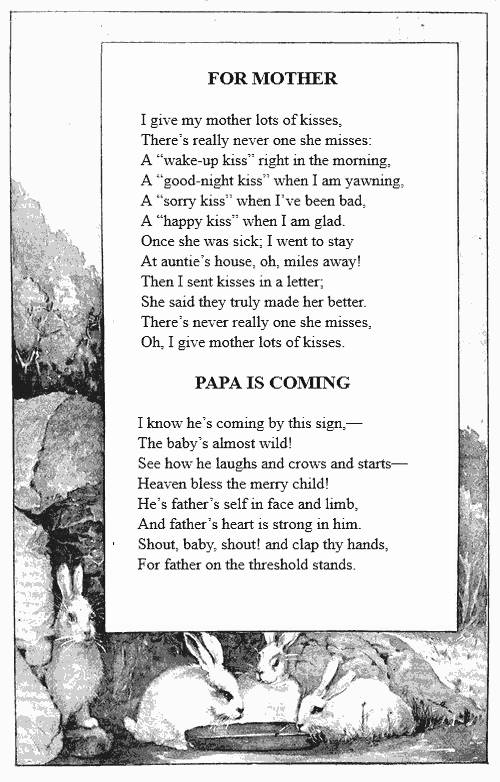 FOR MOTHER
I give my mother lots of kisses,
There's really never one she misses:
A “wake-up kiss” right in the morning,
A “good-night kiss” when I am yawning,
A “sorry kiss” when I've been bad,
A “happy kiss” when I am glad.
Once she was sick; I went to stay
At auntie's house, oh, miles away!
Then I sent kisses in a letter;
She said they truly made her better.
There's never really one she misses,
Oh, I give mother lots of kisses.
PAPA IS COMING
I know he's coming by this sign,—
The baby's almost wild!
See how he laughs and crows and starts—
Heaven bless the merry child!
He's father's self in face and limb,
And father's heart is strong in him.
Shout, baby, shout! and clap thy hands,
For father on the threshold stands.